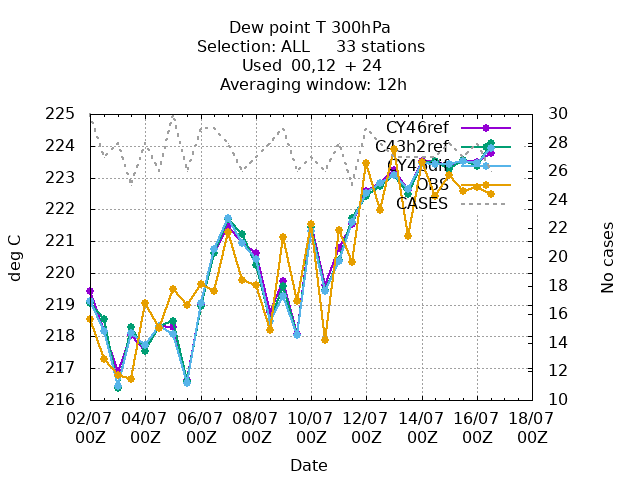 Dew point T 300hPa
Selection: ALL 33 stations
Used 00,12 + 24
Averaging window: 12h
225
224
223
222
221
220
219
218
217
216
deg C
30
28
26
24
22
20
18
16
14
12
10
No cases
CY46ref
C43h2ref
OBS
CASES
02/07 04/07 06/07 08/07 10/07 12/07 14/07 16/07 18/07
00Z 00Z 00Z 00Z 00Z 00Z 00Z 00Z 00Z
Date